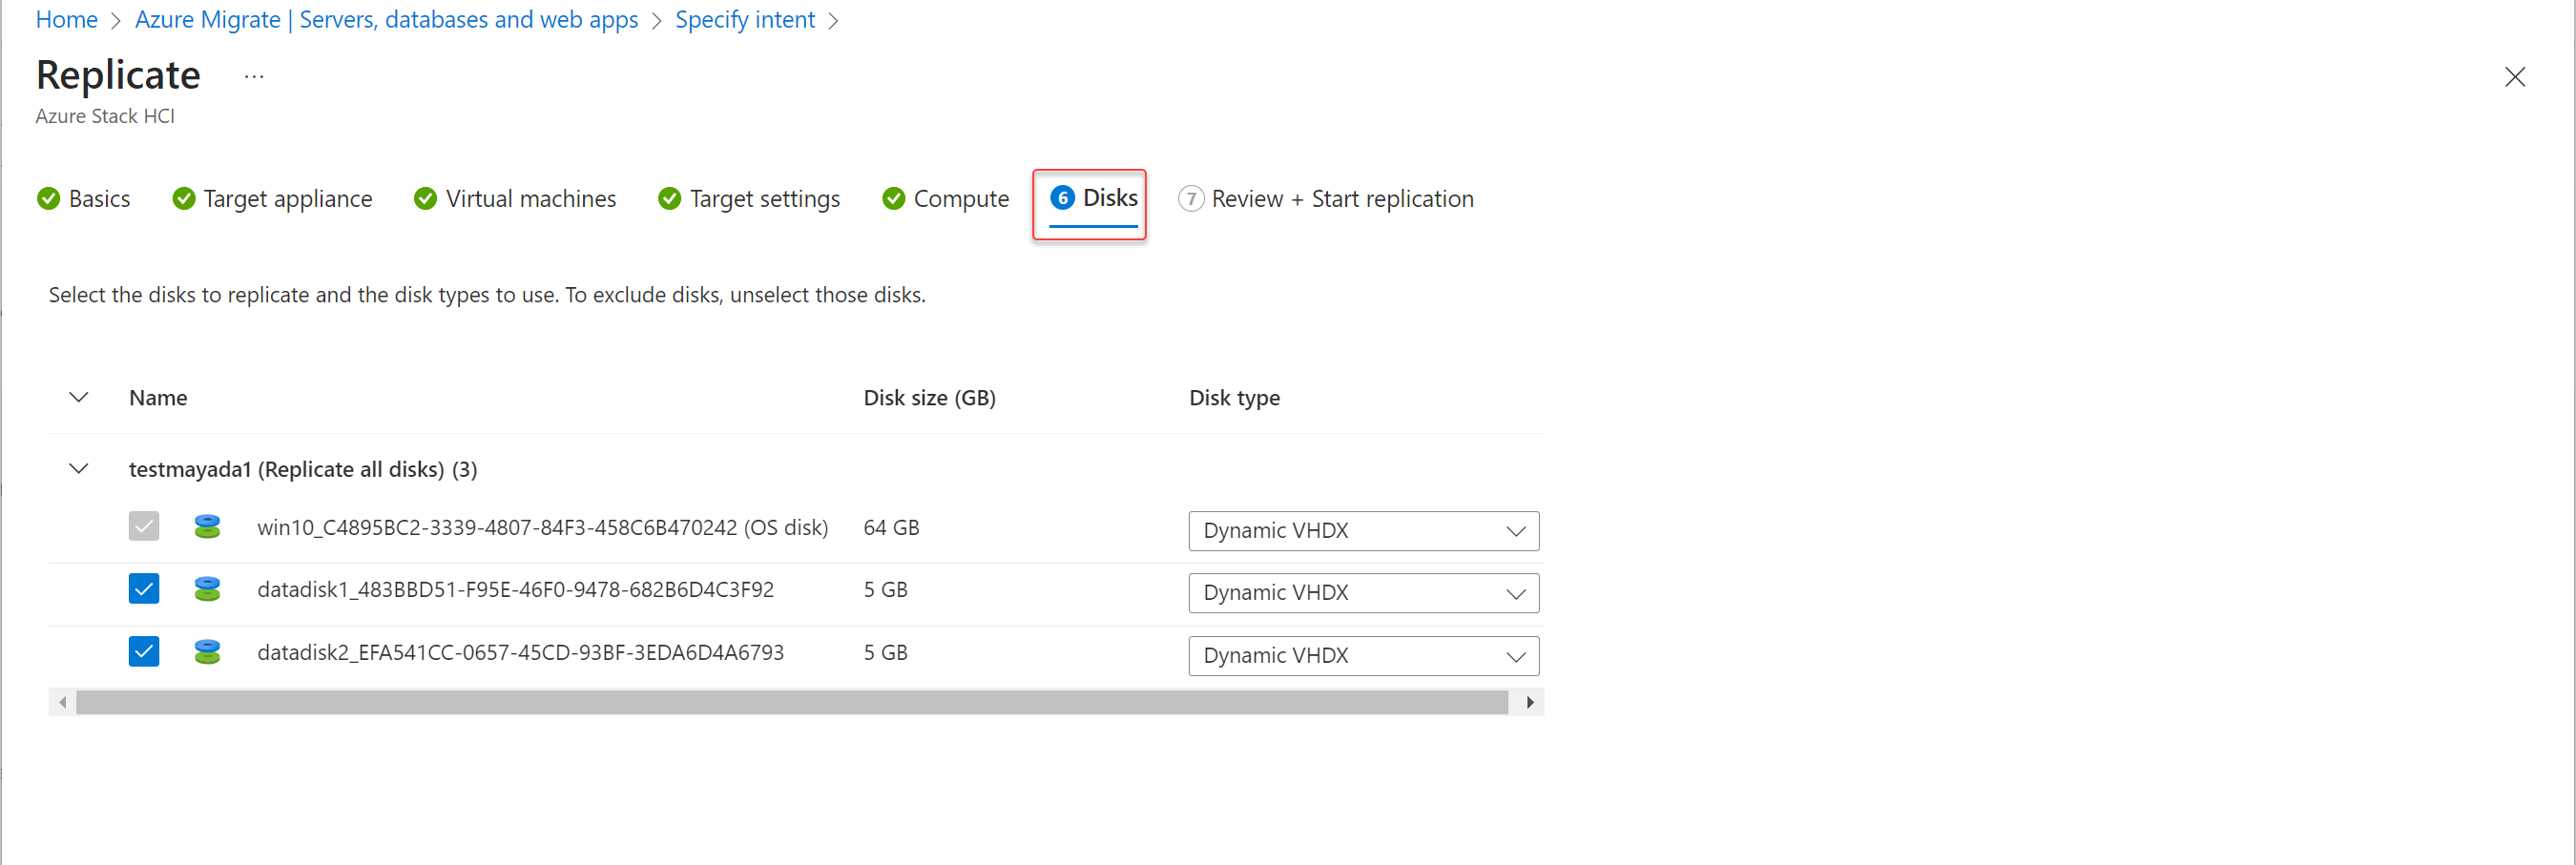 Home > Azure Migrate | Servers, databases and web apps > Specify intent >
Replicate ...
Azure Stack HCI
Basics Target appliance Virtual machines Target settings Compute 6 Disks 7 Review + Start replication
Select the disks to replicate and the disk types to use. To exclude disks, unselect those disks.
Name Disk size (GB) Disk type
testmayada1 (Replicate all disks) (3)
win10_C4895BC2-3339-4807-84F3-458C6B470242 (OS disk) 64 GB Dynamic VHDX
datadisk1_483BBD51-F95E-46F0-9478-682B6D4C3F92 5 GB Dynamic VHDX
datadisk2_EFA541CC-0657-45CD-93BF-3EDA6D4A6793 5 GB Dynamic VHDX